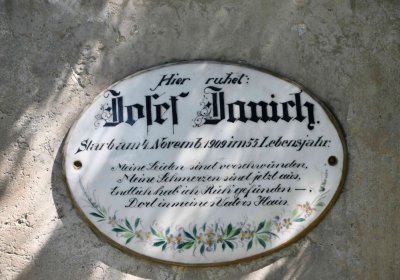 Hier ruhet:
Josef Janich.
Starb am 4. Novemb. 1909 im 55. Lebensjahr.
Meine Leiden sind verschwunden,
Meine Schmerzen sind jetzt aus.
Endlich hab ich Ruh gefunden —
Dort in meines Vaters Haus.